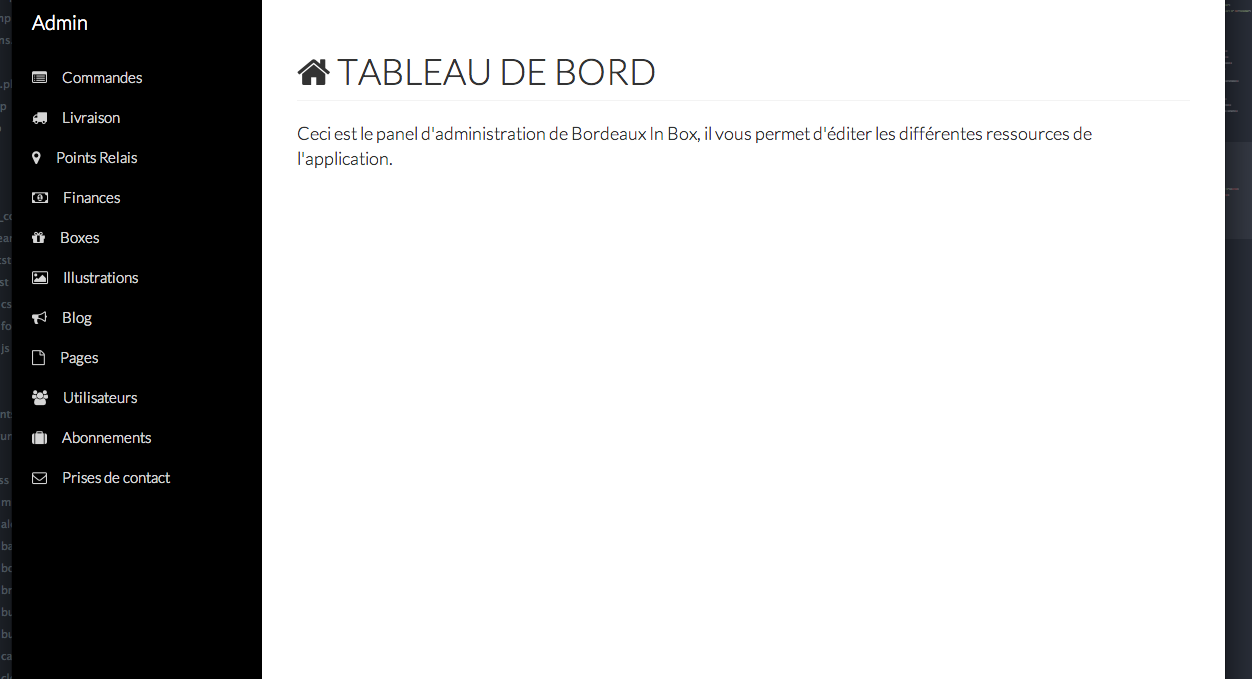 Admin
Commandes
Livraison
Points Relais
Finances
Boxes
Illustrations
Blog
Pages
Utilisateurs
Abonnements
Prises de contact
TABLEAU DE BORD
Ceci est le panel d'administration de Bordeaux In Box, il vous permet d'éditer les différentes ressources de
l'application.